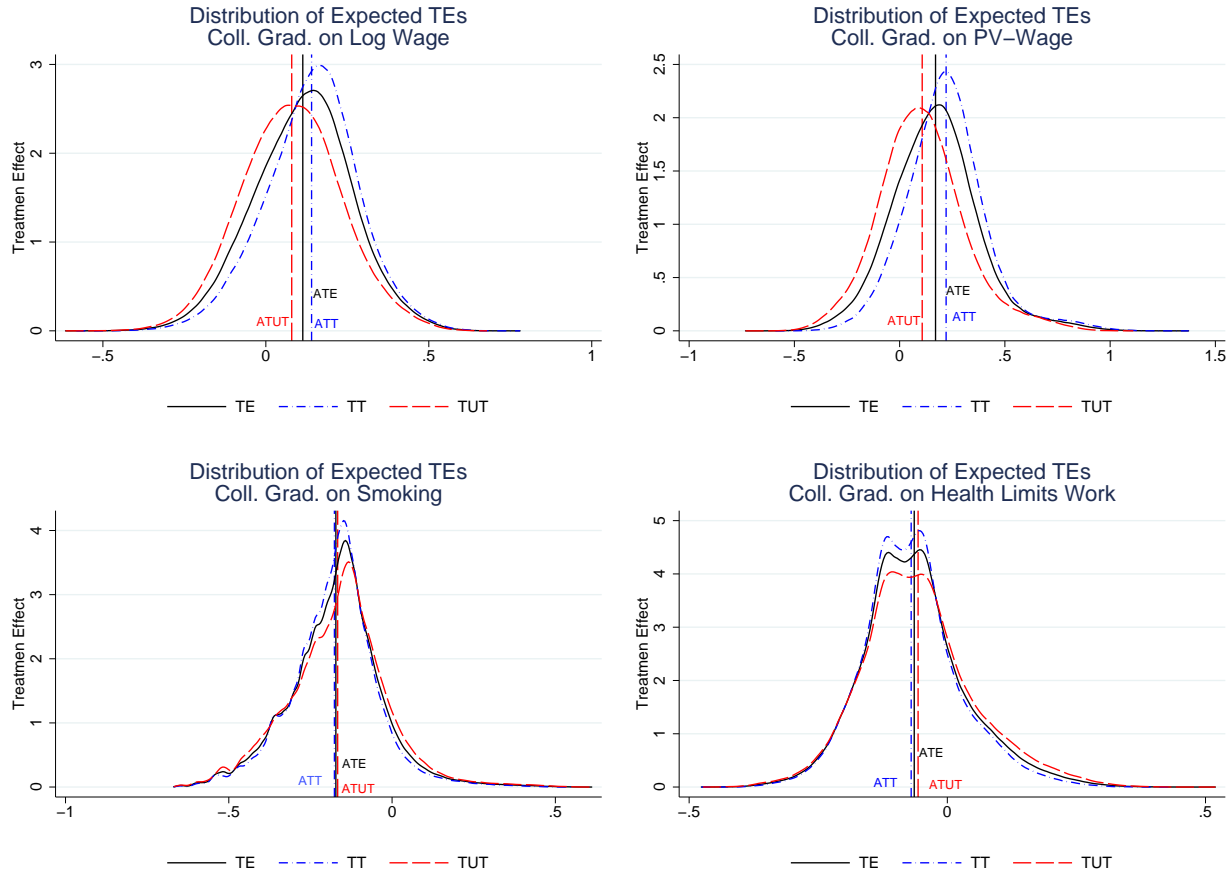 Distribution of Expected TEs
Coll. Grad. on Log Wage
Treatmen Effect
3
2
1
0
ATE
ATUT
ATT
−.5
0
.5
1
TE
TT
TUT
Distribution of Expected TEs
Coll. Grad. on PV−Wage
Treatmen Effect
2.5
2
1.5
1
.5
0
ATE
ATUT
ATT
−1
−.5
0
.5
1
1.5
TE
TT
TUT
Distribution of Expected TEs
Coll. Grad. on Smoking
Treatmen Effect
4
3
2
1
0
ATE
ATT
ATUT
−1
−.5
0
TE
TT
TUT
Distribution of Expected TEs
Coll. Grad. on Health Limits Work
Treatmen Effect
5
4
3
2
1
0
ATE
ATT
ATUT
−.5
0
.5
TE
TT
TUT